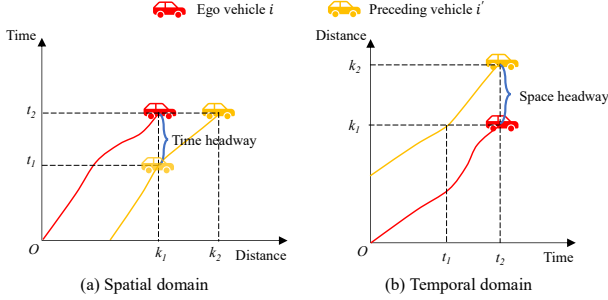 Ego vehicle i
Preceding vehicle i′
Time
t2
t1
Time headway
O
k1
k2
Distance
(a) Spatial domain
Distance
k2
k1
Space headway
O
t1
t2
Time
(b) Temporal domain